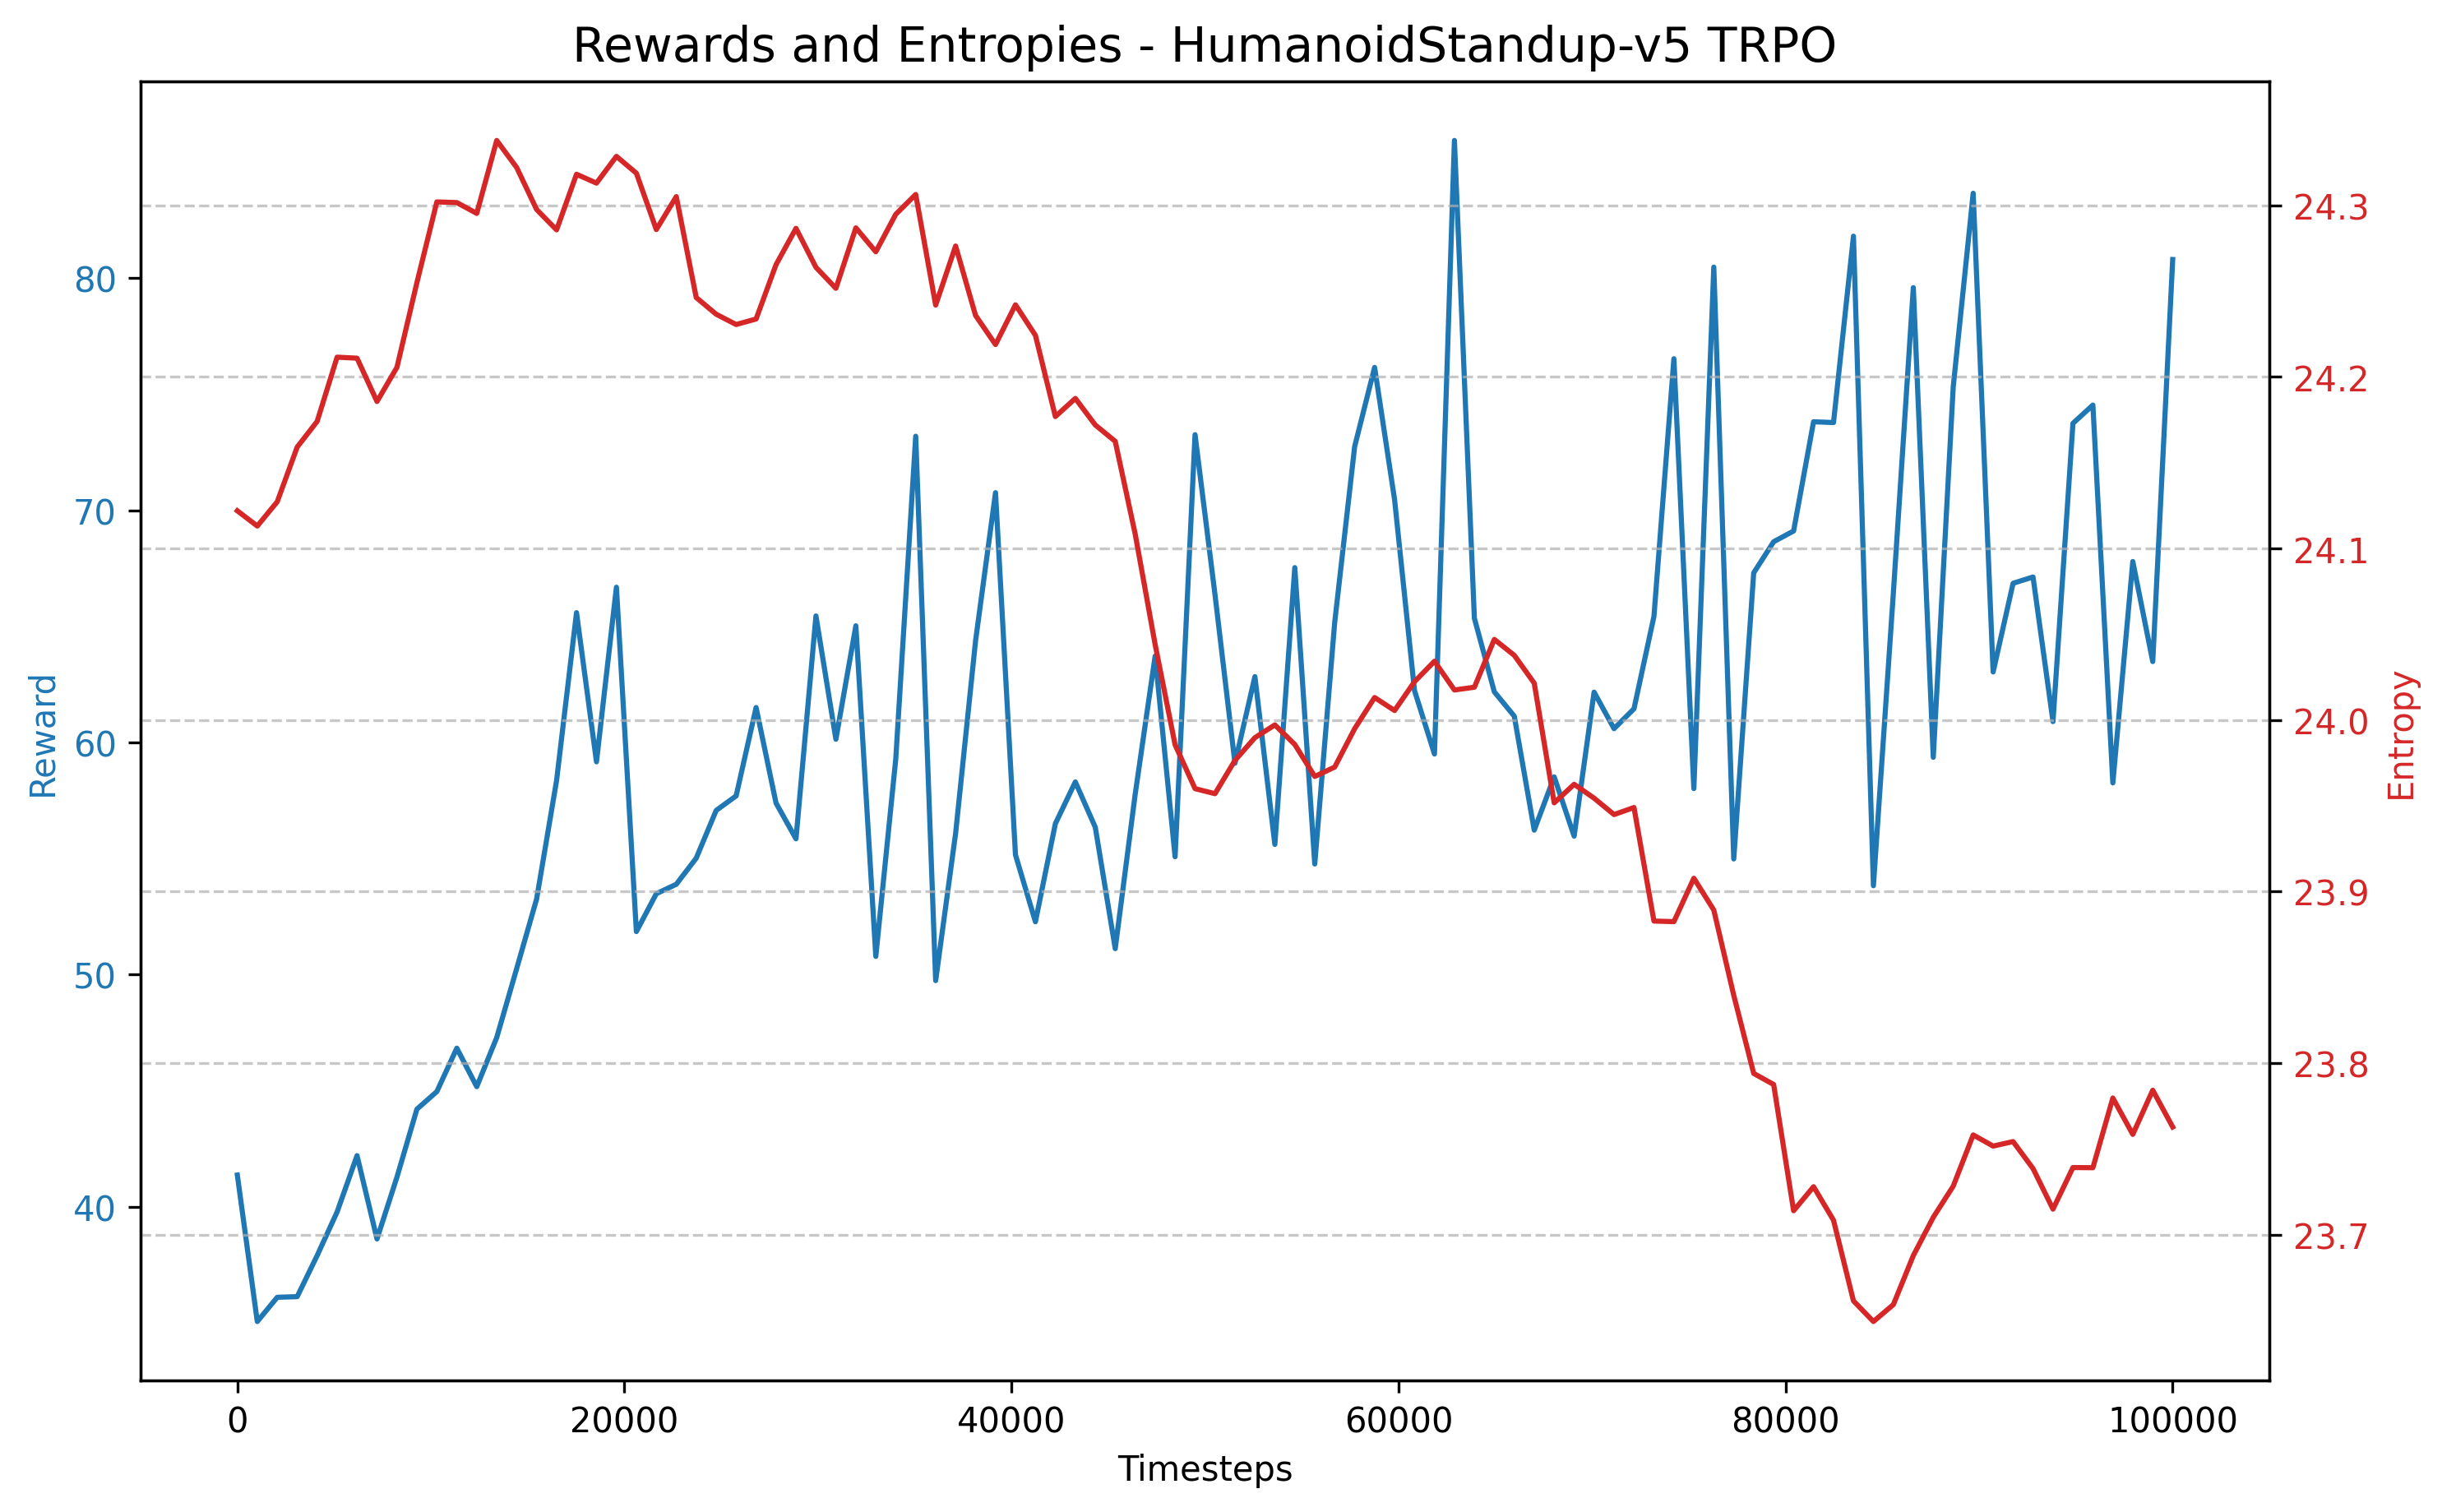 Rewards and Entropies - HumanoidStandup-v5 TRPO
Reward
80
70
60
50
40
24.3
24.2
24.1
24.0
23.9
23.8
23.7
Entropy
0 20000 40000 60000 80000 100000
Timesteps